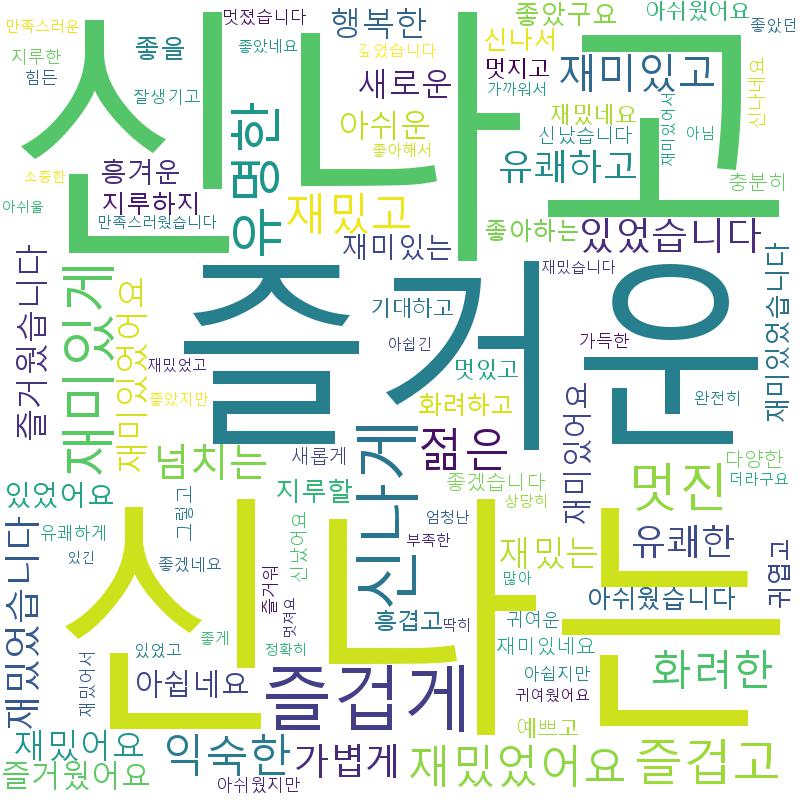 만족스러운
멋졌습니다
행복한
좋았구요
아쉬웠어요
신나고
지루한
좋을
좋았네요
깊었습니다
신나서
좋았던
힘든
잘생기고
새로운
멋지고
가까워서
재미있고
신나네요
유명한
아쉬운
재밌네요
재미있어서
흥겨운
좋아해서
신났습니다
아님
소중한
지루하지
유쾌하고
충분히
아쉬울
만족스러웠습니다
재밌고
좋아하는
있었습니다
즐거웠습니다
재미있게
재미있었어요
재미있는
즐거운
재밌습니다
재미있었습니다
기대하고
아쉽긴
가득한
재밌었고
멋있고
좋았지만
화려하고
재미있어요
완전히
넘치는
신나게
젊은
새롭게
멋진
다양한
더라구요
있었어요
지루할
좋겠습니다
상당히
재밌었습니다
유쾌하게
그렇고
신났어요
엄청난
부족한
재밌는
유쾌한
귀엽고
있긴
좋겠네요
즐거워
많아
아쉬웠습니다
신나는
멋져요
흥겹고
딱히
귀여운
좋게
있었고
정확히
재미있네요
재밌어서
아쉽네요
즐겁게
아쉽지만
귀여웠어요
화려한
예쁘고
재밌어요
익숙한
가볍게
재밌었어요
즐겁고
즐거웠어요
아쉬웠지만